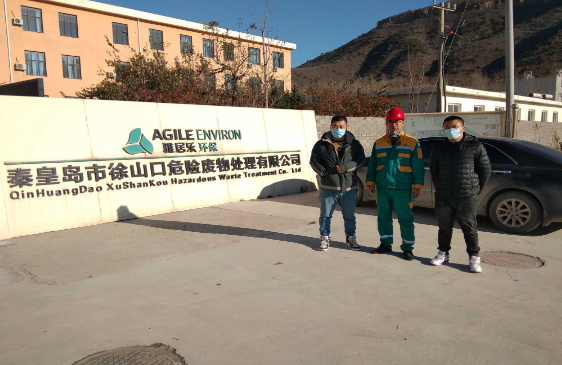 AGILE ENVIRON
雅居乐 环保
秦皇岛市徐山口危险废物处理有限公司
QinHuangDao XuShanKou Hazardous Waste Treatment Co. Ltd